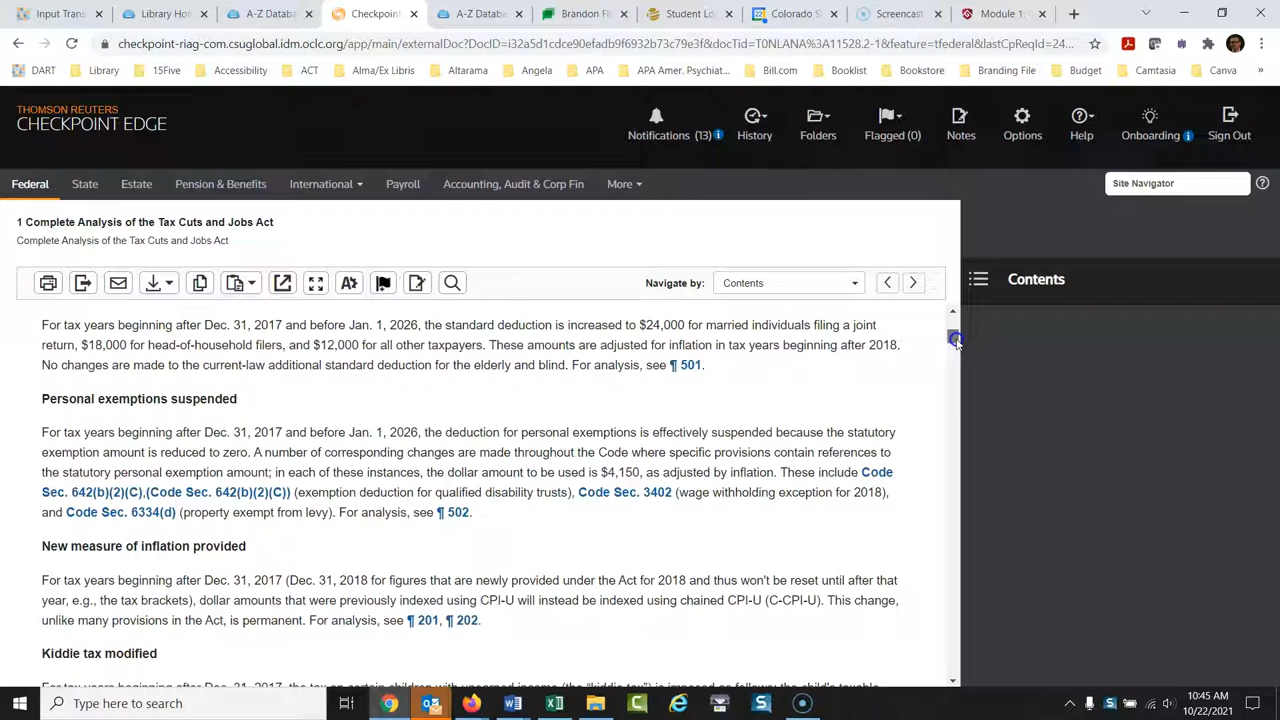 Input Trans
Library Hom
A-Z Databa
Checkpoint
A-Z Databa
Brandon Fi
Student Lo
Colorado St
Screencast
Module 1:
checkpoint-riag-com.csuglobal.idm.oclc.org/app/main/externalDoc?DocID=i3265d1cdce90efadb9f6932b73c79e3f&docTid=T0NLANA%3A11528.2-1&feature=tfederal&lastCpReqId=24...
DART
Library
15Five
Accessibility
ACT
Alma/Ex Libris
Altarama
Angela
APA
APA Amer. Psychiat...
Bill.com
Booklist
Bookstore
Branding File
Budget
Camtasia
Canva
»
THOMSON REUTERS
CHECKPOINT EDGE
Notifications (13)
History
Folders
Flagged (0)
Notes
Options
Help
Onboarding
Sign Out
Federal
State
Estate
Pension & Benefits
International
Payroll
Accounting, Audit & Corp Fin
More
Site Navigator
1 Complete Analysis of the Tax Cuts and Jobs Act
Complete Analysis of the Tax Cuts and Jobs Act
Navigate by:
Contents
Contents
For tax years beginning after Dec. 31, 2017 and before Jan. 1, 2026, the standard deduction is increased to $24,000 for married individuals filing a joint
return, $18,000 for head-of-household filers, and $12,000 for all other taxpayers. These amounts are adjusted for inflation in tax years beginning after 2018.
No changes are made to the current-law additional standard deduction for the elderly and blind. For analysis, see ¶ 501.
Personal exemptions suspended
For tax years beginning after Dec. 31, 2017 and before Jan. 1, 2026, the deduction for personal exemptions is effectively suspended because the statutory
exemption amount is reduced to zero. A number of corresponding changes are made throughout the Code where specific provisions contain references to
the statutory personal exemption amount; in each of these instances, the dollar amount to be used is $4,150, as adjusted by inflation. These include Code
Sec. 642(b)(2)(C),(Code Sec. 642(b)(2)(C)) (exemption deduction for qualified disability trusts), Code Sec. 3402 (wage withholding exception for 2018),
and Code Sec. 6334(d) (property exempt from levy). For analysis, see ¶ 502.
New measure of inflation provided
For tax years beginning after Dec. 31, 2017 (Dec. 31, 2018 for figures that are newly provided under the Act for 2018 and thus won't be reset until after that
year, e.g., the tax brackets), dollar amounts that were previously indexed using CPI-U will instead be indexed using chained CPI-U (C-CPI-U). This change,
unlike many provisions in the Act, is permanent. For analysis, see ¶ 201, ¶ 202.
Kiddie tax modified
Type here to search
10:45 AM
10/22/2021